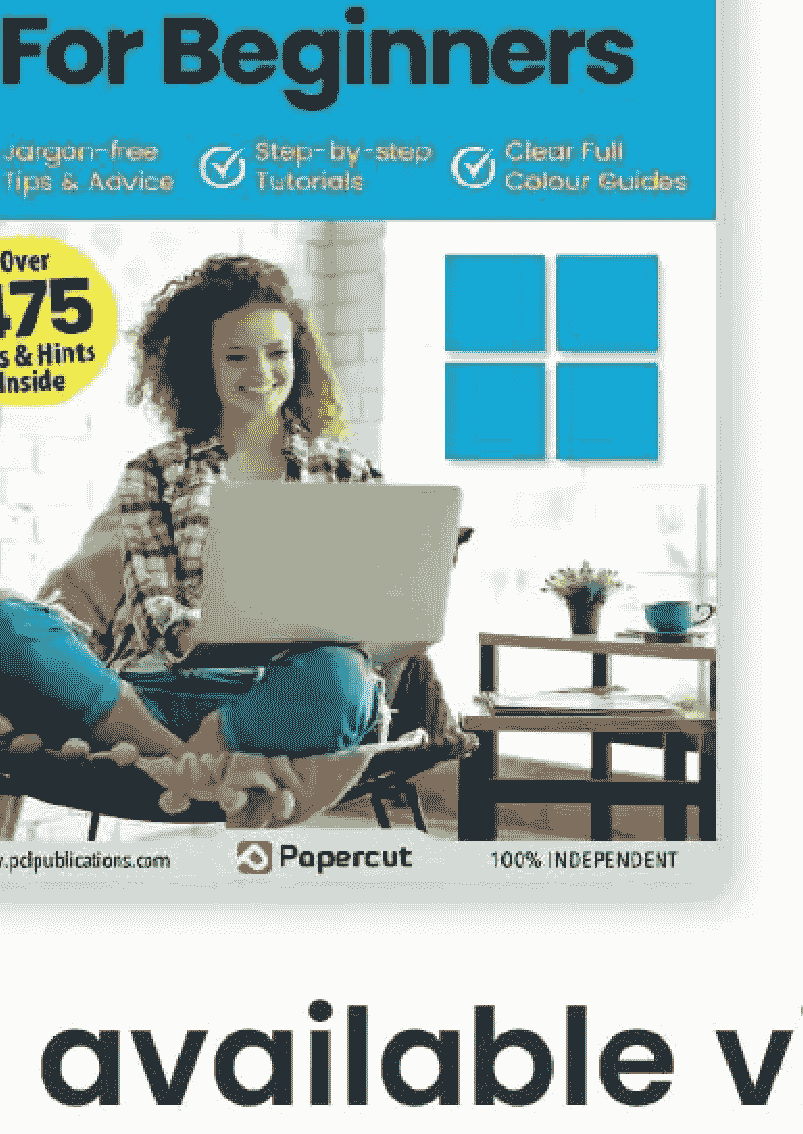 For Beginners
Jargon-free
Tips & Advice
Step-by-step
Tutorials
Clear Full
Colour Guides
Over
475
s & Hints
Inside
.pclpublications.com
Papercut
100% INDEPENDENT
available v